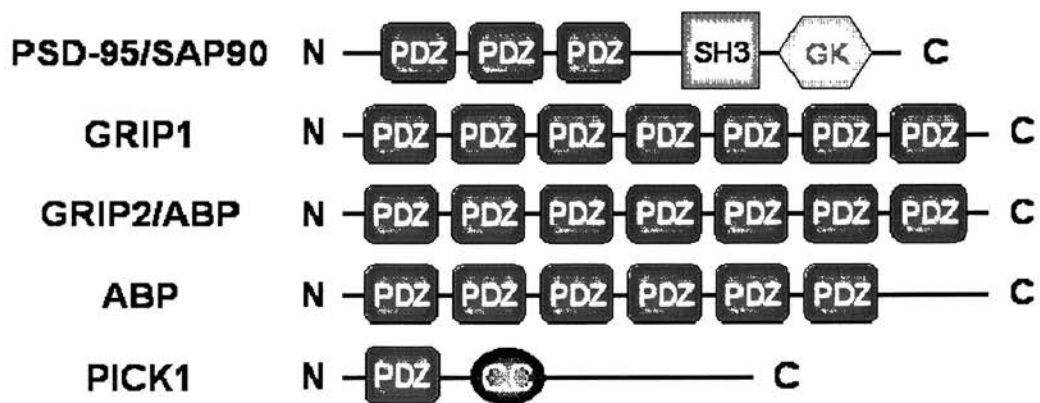 PSD-95/SAP90 N PDZ PDZ PDZ SH3 GK C
GRIP1 N PDZ PDZ PDZ PDZ PDZ PDZ PDZ C
GRIP2/ABP N PDZ PDZ PDZ PDZ PDZ PDZ PDZ C
ABP N PDZ PDZ PDZ PDZ PDZ PDZ C
PICK1 N PDZ CC C